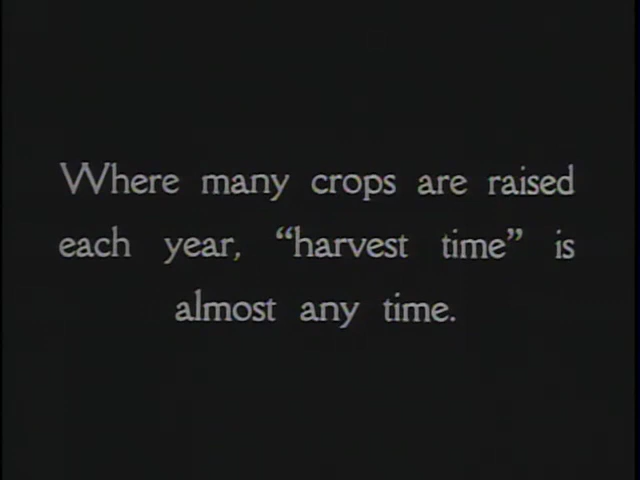 Where many crops are raised
each year, “harvest time” is
almost any time.